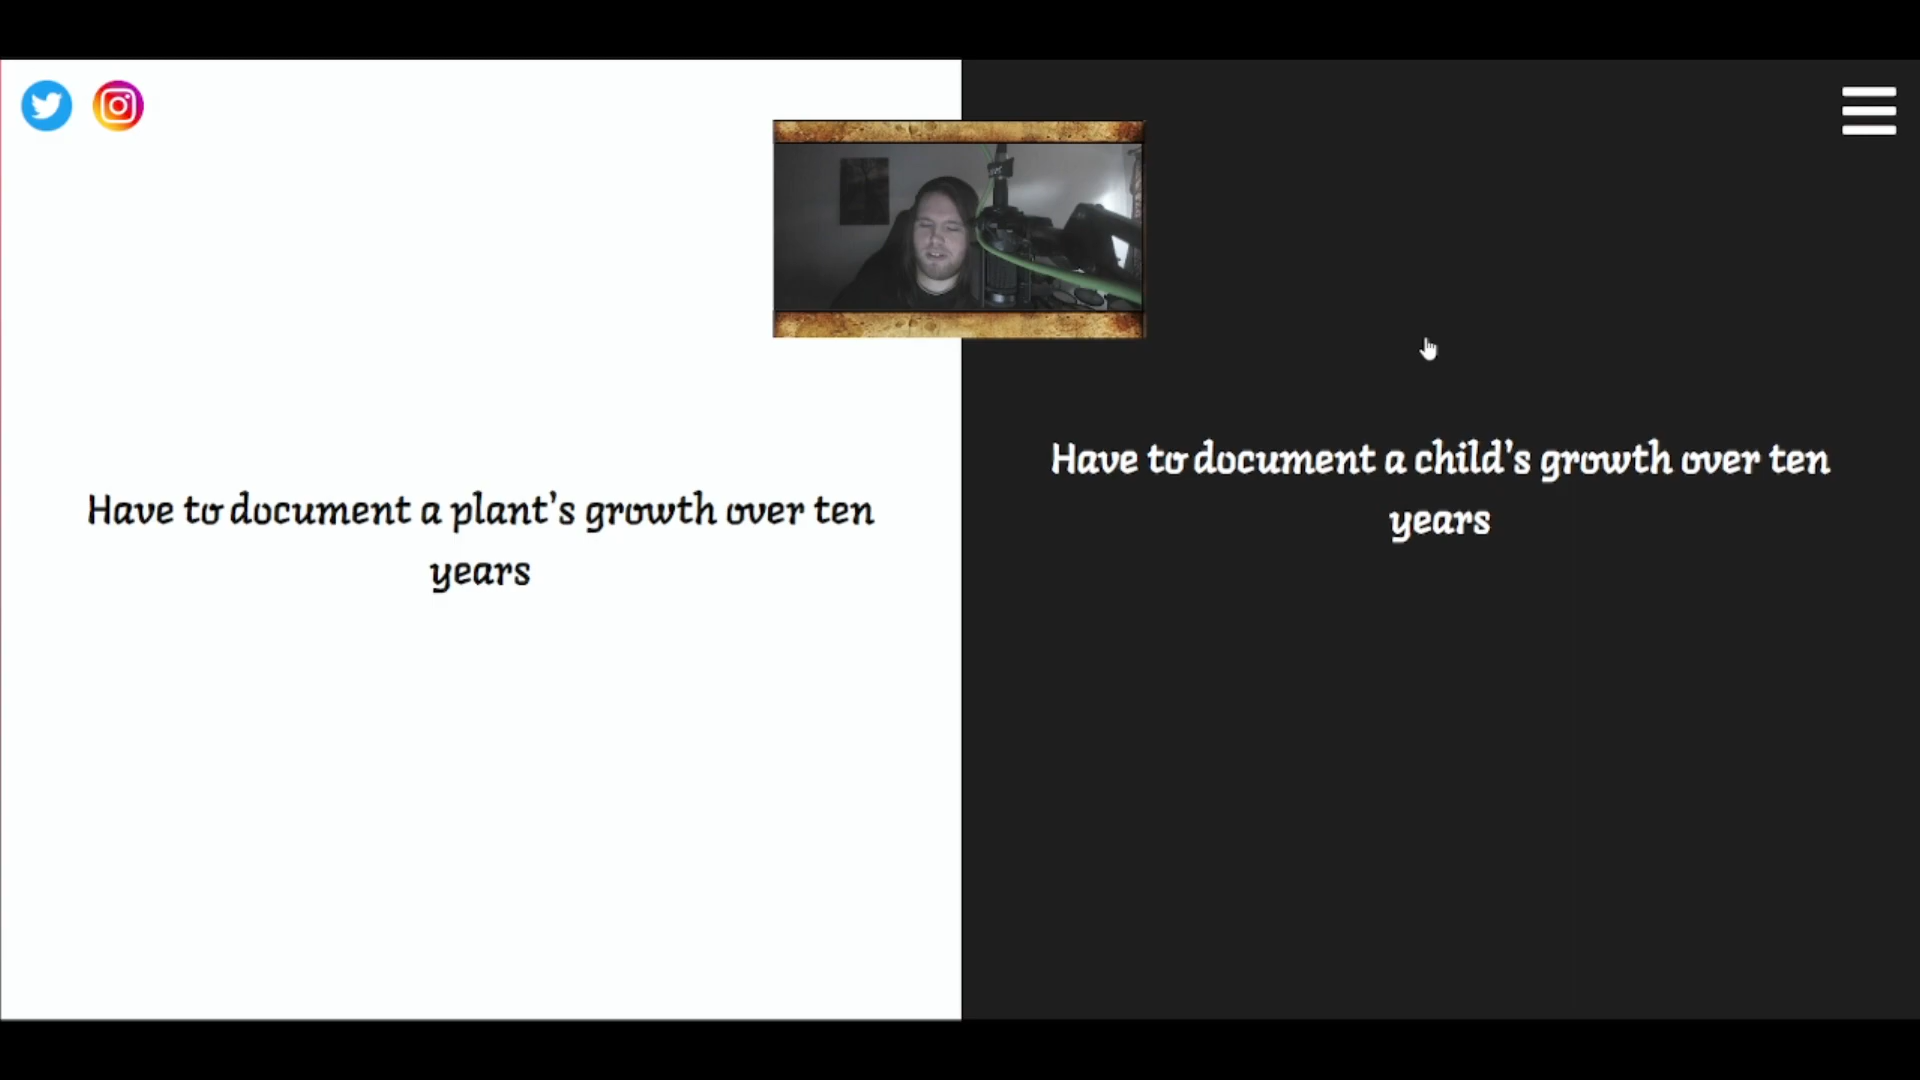 Have to document a plant's growth over ten
years
Have to document a child's growth over ten
years